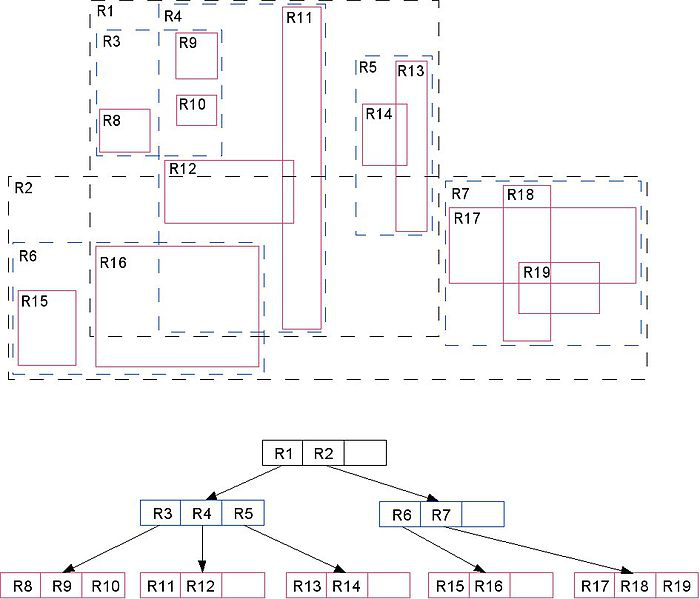 R1 R4 R11
R3 R9 R5 R13
R10 R14
R8
R12
R2 R7 R18
R17
R6 R16 R19
R15
R1 R2
R3 R4 R5 R6 R7
R8 R9 R10 R11 R12 R13 R14 R15 R16 R17 R18 R19